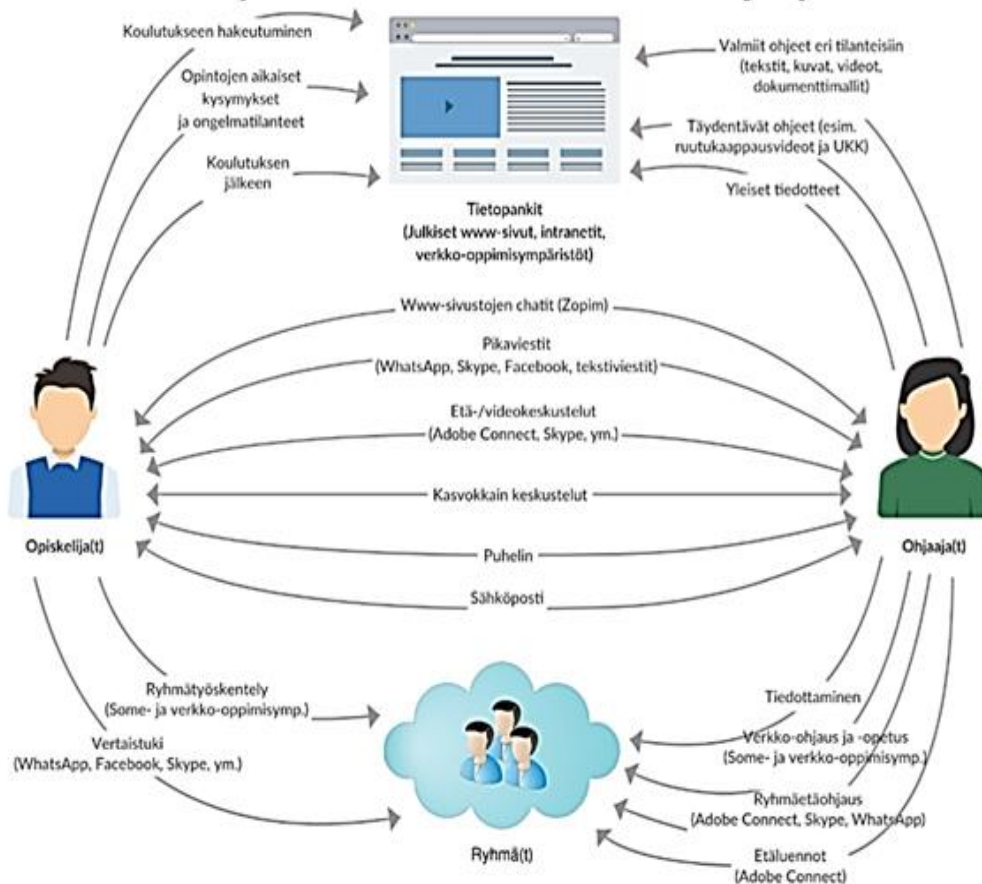 Koulutukseen hakeutuminen
Opintojen aikaiset
kysymykset
ja ongelmatilanteet
Koulutuksen
jälkeen
Valmiit ohjeet eri tilanteisiin
(tekstit, kuvat, videot,
dokumenttimallit)
Täydentävät ohjeet (esim.
ruutukaappausvideot ja UKK)
Yleiset tiedotteet
Tietopankit
(Julkiset www-sivut, intranetit,
verkko-oppimisympäristöt)
Www-sivustojen chatit (Zopim)
Pikaviestit
(WhatsApp, Skype, Facebook, tekstiviestit)
Etä-/videokeskustelut
(Adobe Connect, Skype, ym.)
Kasvokkain keskustelut
Puhelin
Sähköposti
Opiskelija(t)
Ohjaaja(t)
Ryhmätyöskentely
(Some- ja verkko-oppimisymp.)
Vertaistuki
(WhatsApp, Facebook, Skype, ym.)
Tiedottaminen
Verkko-ohjaus ja -opetus
(Some- ja verkko-oppimisymp.)
Ryhmäetäohjaus
(Adobe Connect, Skype, WhatsApp)
Etäluennot
(Adobe Connect)
Ryhmä(t)